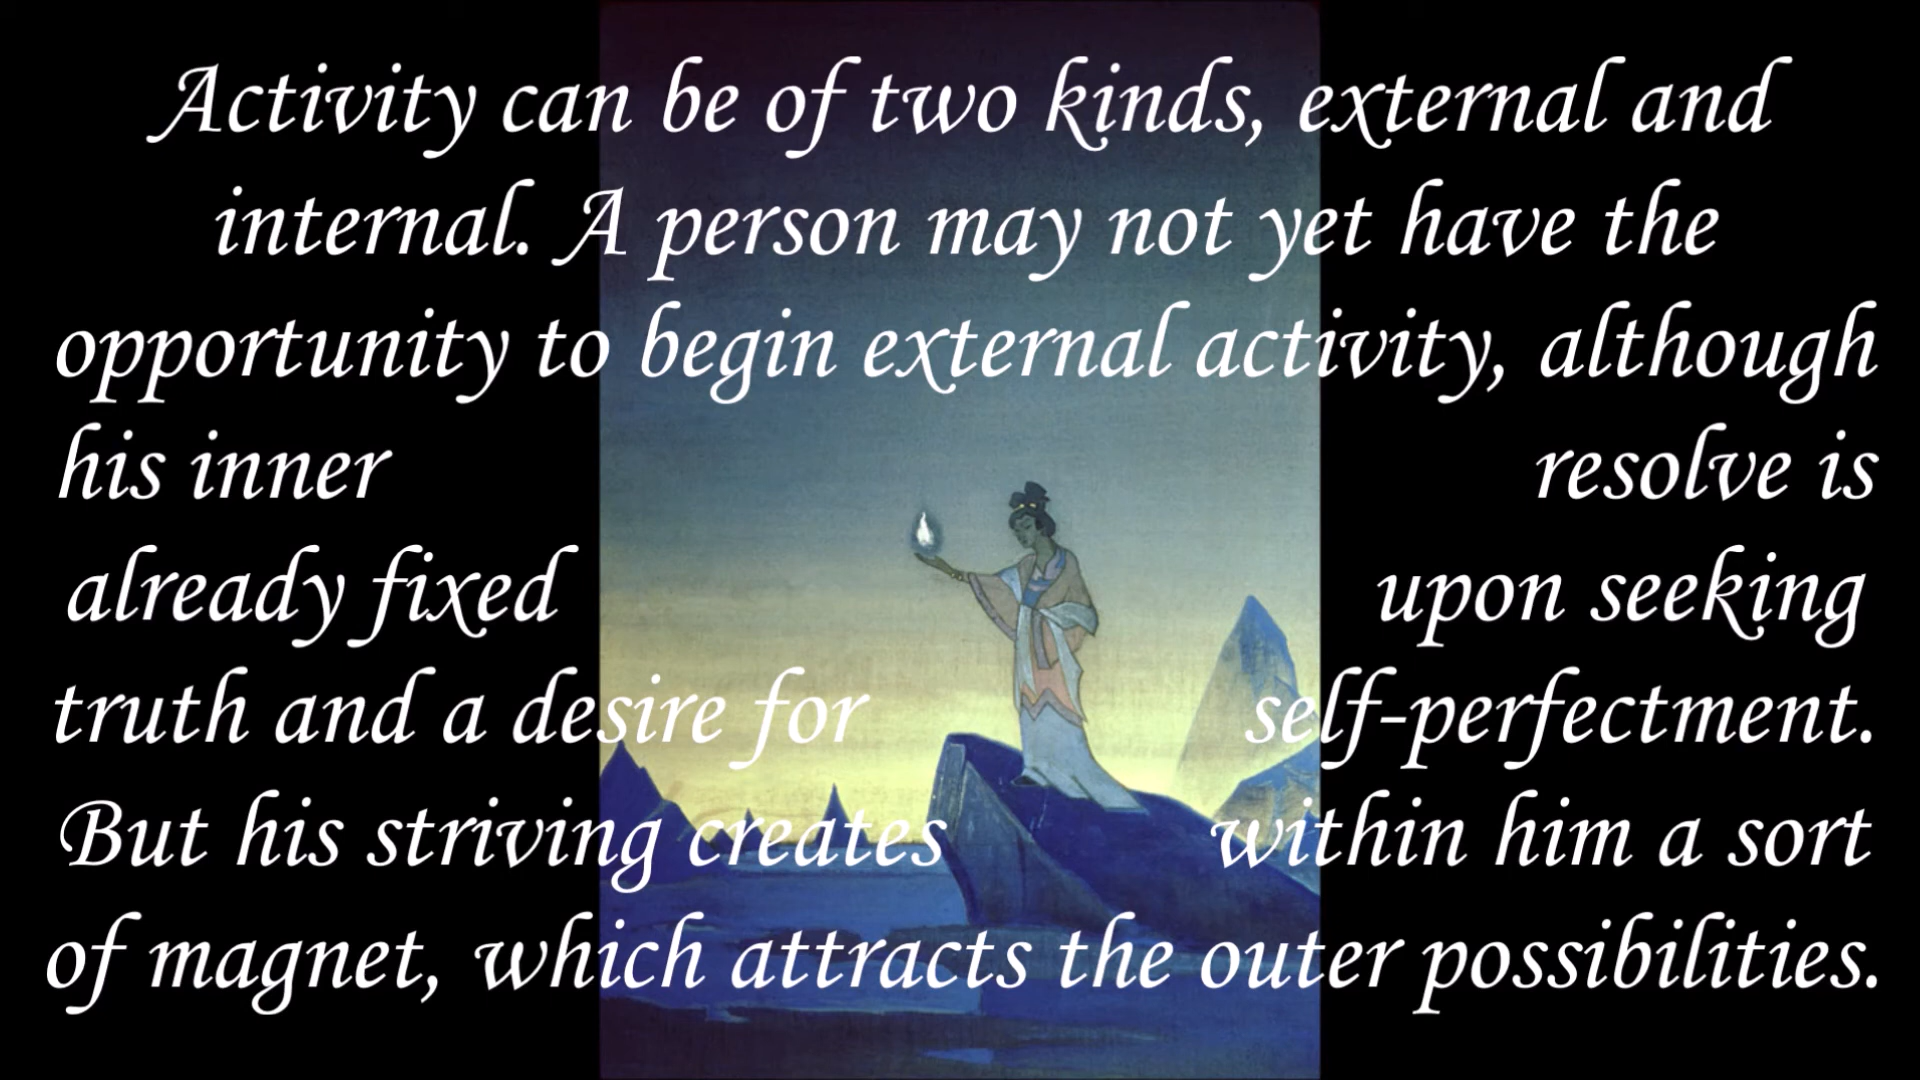 Activity can be of two kinds, external and
internal. A person may not yet have the
opportunity to begin external activity, although
his inner resolve is
already fixed upon seeking
truth and a desire for self-perfectment.
But his striving creates within him a sort
of magnet, which attracts the outer possibilities.